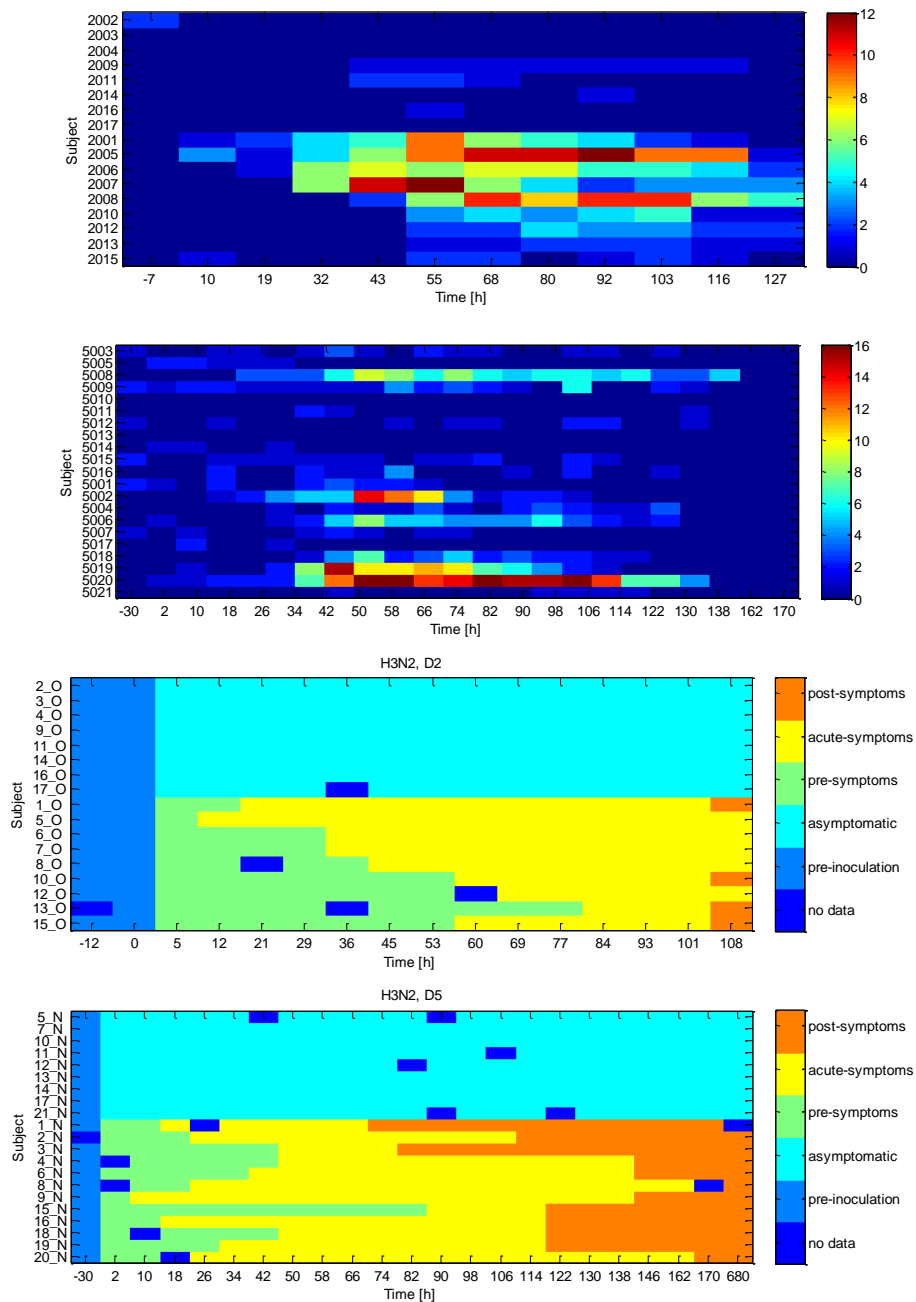 2002
2003
2004
2009
2011
2014
2016
2017
2001
2005
2006
2007
2008
2010
2012
2013
2015
Subject
-7 10 19 32 43 55 68 80 92 103 116 127
Time [h]
12
10
8
6
4
2
0
5003
5005
5008
5009
5010
5011
5012
5013
5014
5015
5016
5001
5002
5004
5006
5007
5017
5018
5019
5020
5021
Subject
-30 2 10 18 26 34 42 50 58 66 74 82 90 98 106 114 122 130 138 162 170
Time [h]
16
14
12
10
8
6
4
2
0
H3N2, D2
2_O
3_O
4_O
9_O
11_O
14_O
16_O
17_O
1_O
5_O
6_O
7_O
8_O
10_O
12_O
13_O
15_O
Subject
-12 0 5 12 21 29 36 45 53 60 69 77 84 93 101 108
Time [h]
post-symptoms
acute-symptoms
pre-symptoms
asymptomatic
pre-inoculation
no data
H3N2, D5
5_N
7_N
10_N
11_N
12_N
13_N
14_N
17_N
21_N
1_N
2_N
3_N
4_N
6_N
8_N
9_N
15_N
16_N
18_N
19_N
20_N
Subject
-30 2 10 18 26 34 42 50 58 66 74 82 90 98 106 114 122 130 138 146 162 170 680
Time [h]
post-symptoms
acute-symptoms
pre-symptoms
asymptomatic
pre-inoculation
no data